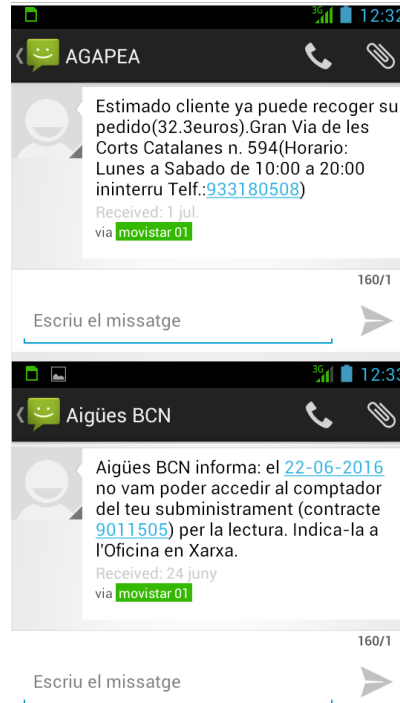 3G 12:32
AGAPEA
Estimado cliente ya puede recoger su
pedido(32.3euros).Gran Via de les
Corts Catalanes n. 594(Horario:
Lunes a Sabado de 10:00 a 20:00
ininterru Telf.:933180508)
Received: 1 jul.
via movistar 01
160/1
Escriu el missatge
3G 12:33
Aigües BCN
Aigües BCN informa: el 22-06-2016
no vam poder accedir al comptador
del teu subministrament (contracte
9011505) per la lectura. Indica-la a
l'Oficina en Xarxa.
Received: 24 juny
via movistar 01
160/1
Escriu el missatge